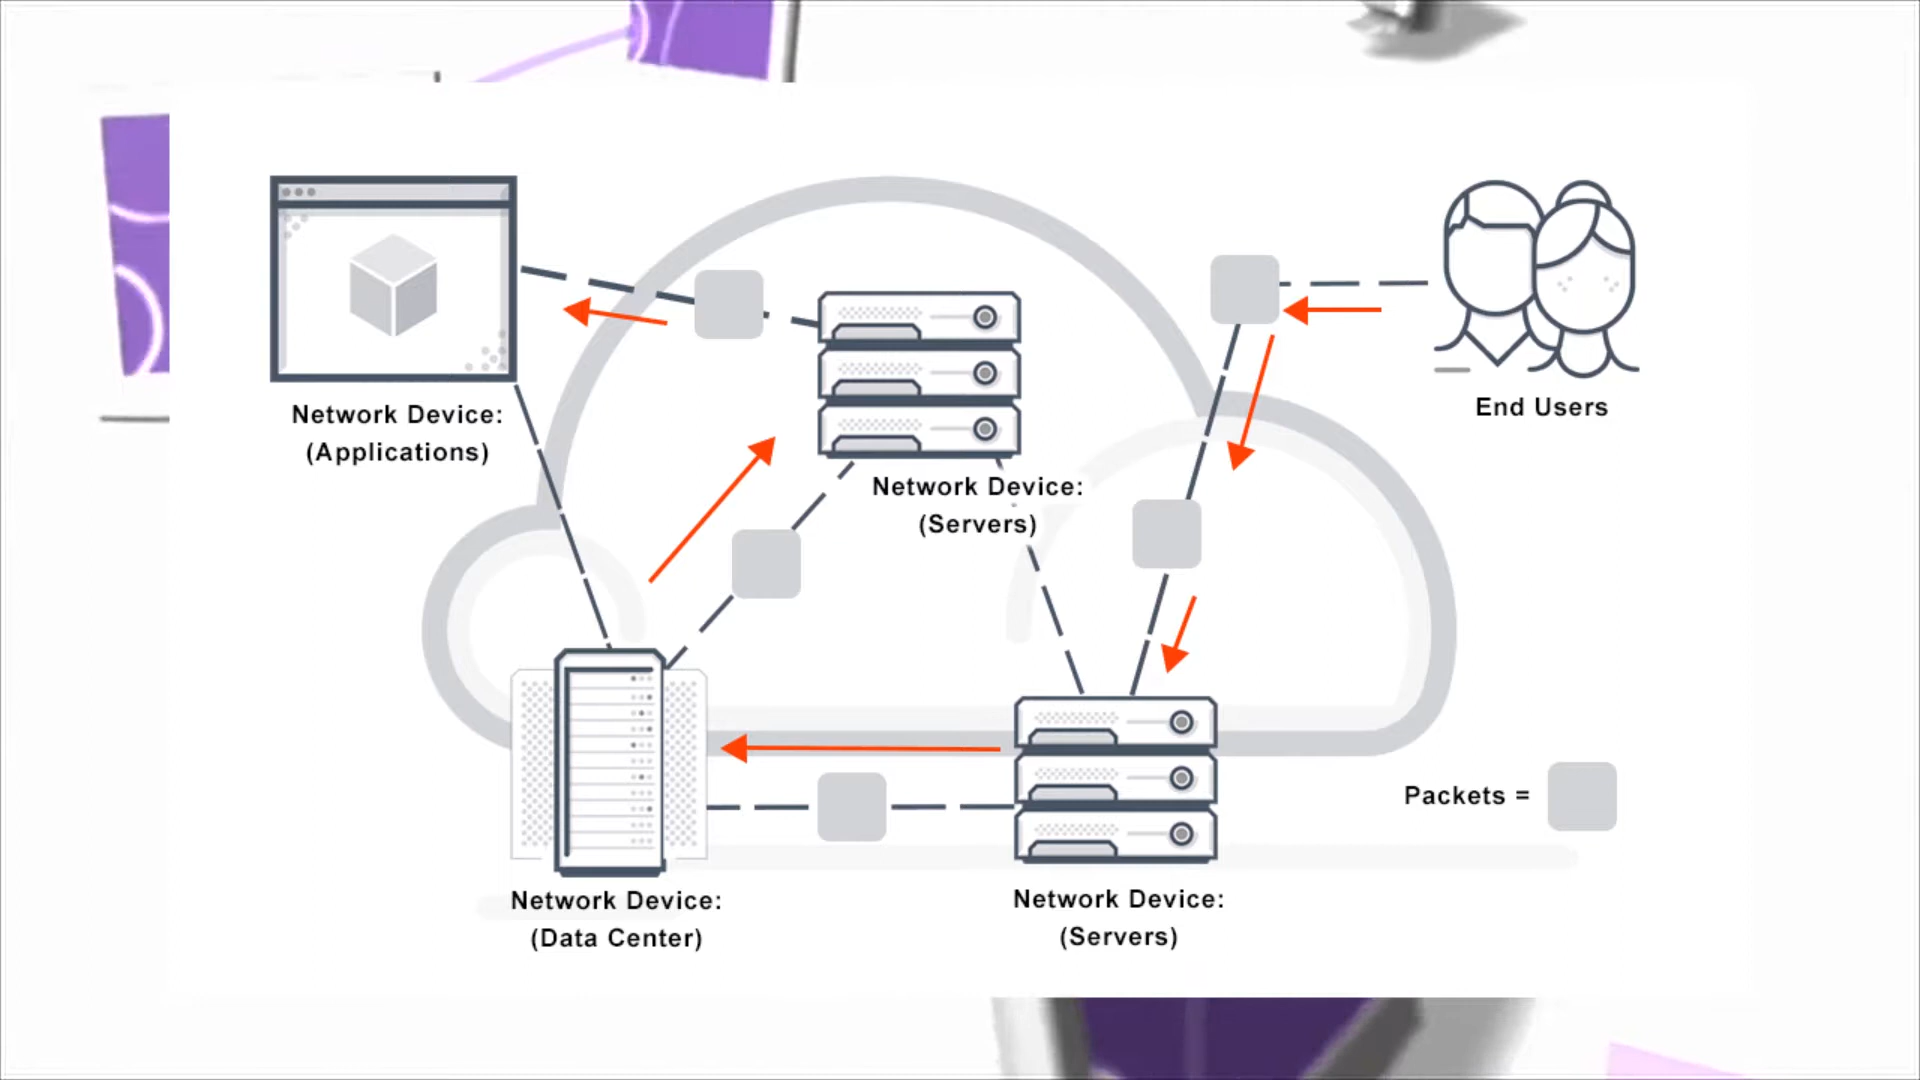 Network Device:
(Applications)
End Users
Network Device:
(Servers)
Packets =
Network Device:
(Data Center)
Network Device:
(Servers)